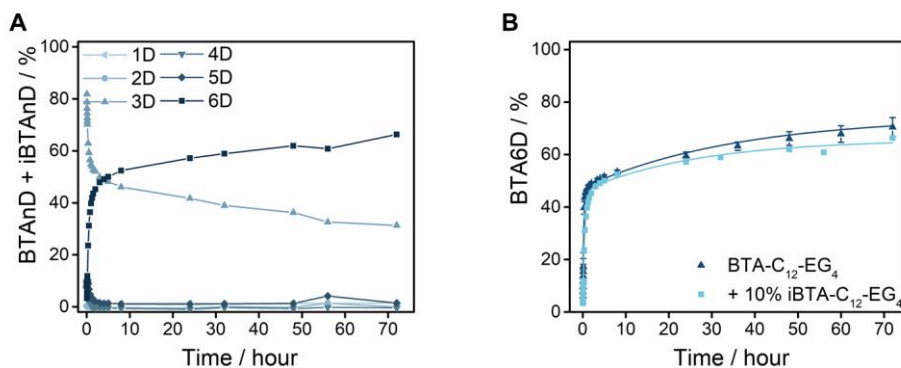 A
BTAnD + iBTAnD / %
100
80
60
40
20
0
1D
2D
3D
4D
5D
6D
0 10 20 30 40 50 60 70
Time / hour
B
BTA6D / %
100
80
60
40
20
0
BTA-C₁₂-EG₄
+ 10% iBTA-C₁₂-EG₄
0 10 20 30 40 50 60 70
Time / hour